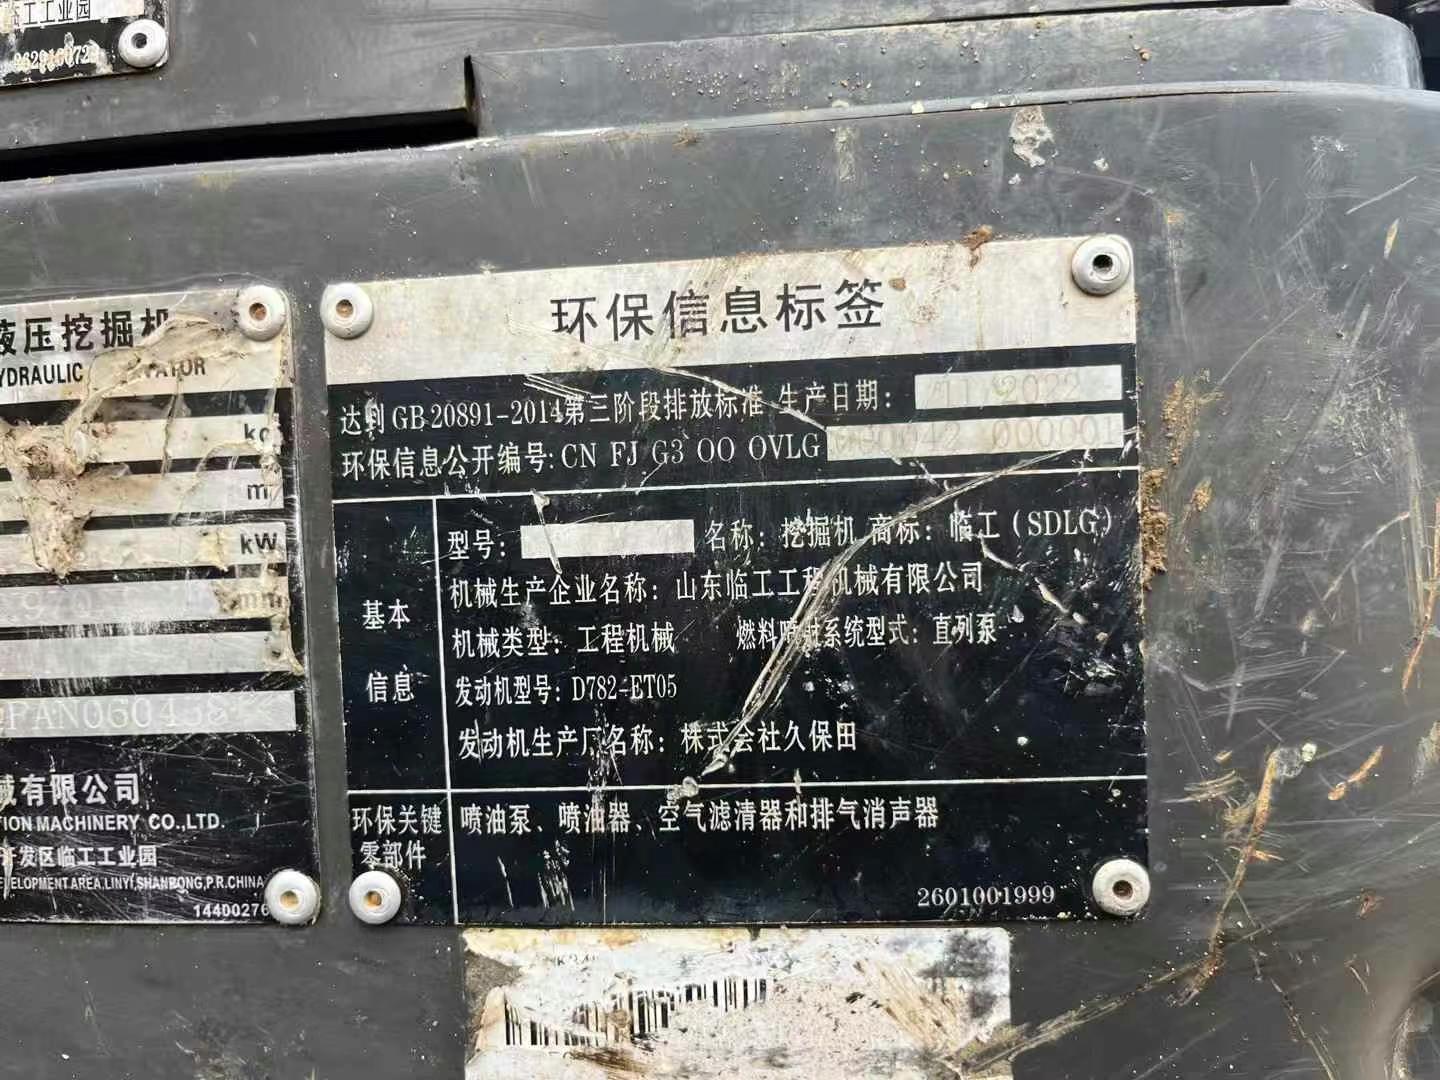 临工工业园
液压挖掘机
HYDRAULIC
kg
m
kW
mm
有限公司
TION MACHINERY CO.,LTD.
开发区临工工业园
EVELOPMENT AREA,LINYI,SHANDONG,P.R.CHINA
环保信息标签
达到GB 20891-2014第三阶段排放标准 生产日期: 11/2022
环保信息公开编号: CN FJ G3 OO OVLG 000042 000001
基本
信息
型号: 名称: 挖掘机 商标: 临工(SDLG)
机械生产企业名称: 山东临工工程机械有限公司
机械类型: 工程机械 燃料喷射系统型式: 直列泵
发动机型号: D782-ET05
发动机生产厂名称: 株式会社久保田
环保关键
零部件
喷油泵、喷油器、空气滤清器和排气消声器
2601001999